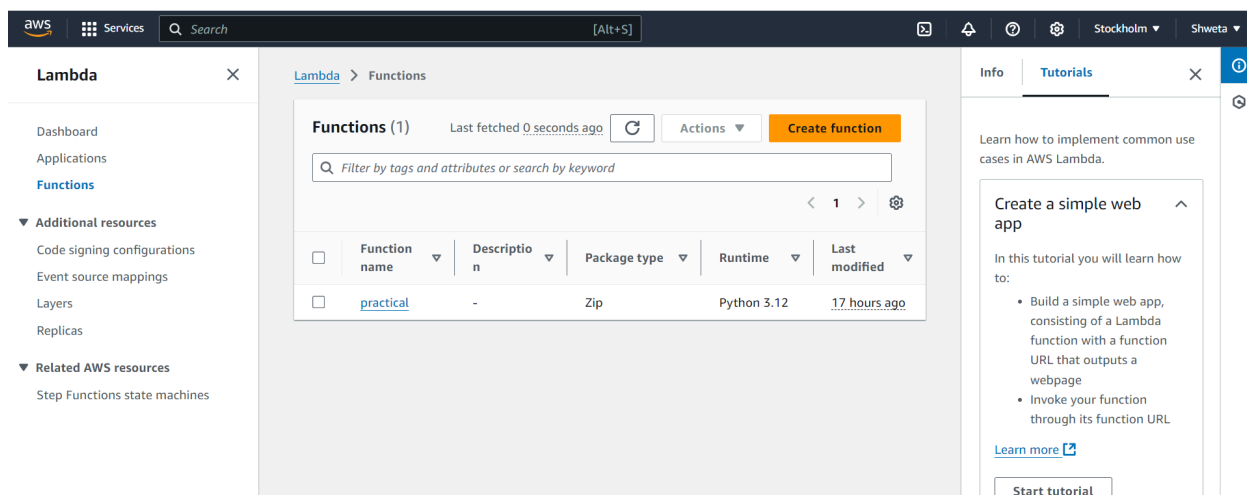 aws Services Search [Alt+S] Stockholm ▼ Shweta ▼
Lambda
Dashboard
Applications
Functions
▼ Additional resources
Code signing configurations
Event source mappings
Layers
Replicas
▼ Related AWS resources
Step Functions state machines
Lambda > Functions
Functions (1) Last fetched 0 seconds ago Actions ▼ Create function
Filter by tags and attributes or search by keyword
< 1 >
Function name
Descriptio
n
Package type
Runtime
Last modified
practical - Zip Python 3.12 17 hours ago
Info Tutorials
Learn how to implement common use
cases in AWS Lambda.
Create a simple web
app
In this tutorial you will learn how
to:
• Build a simple web app,
consisting of a Lambda
function with a function
URL that outputs a
webpage
• Invoke your function
through its function URL
Learn more
Start tutorial